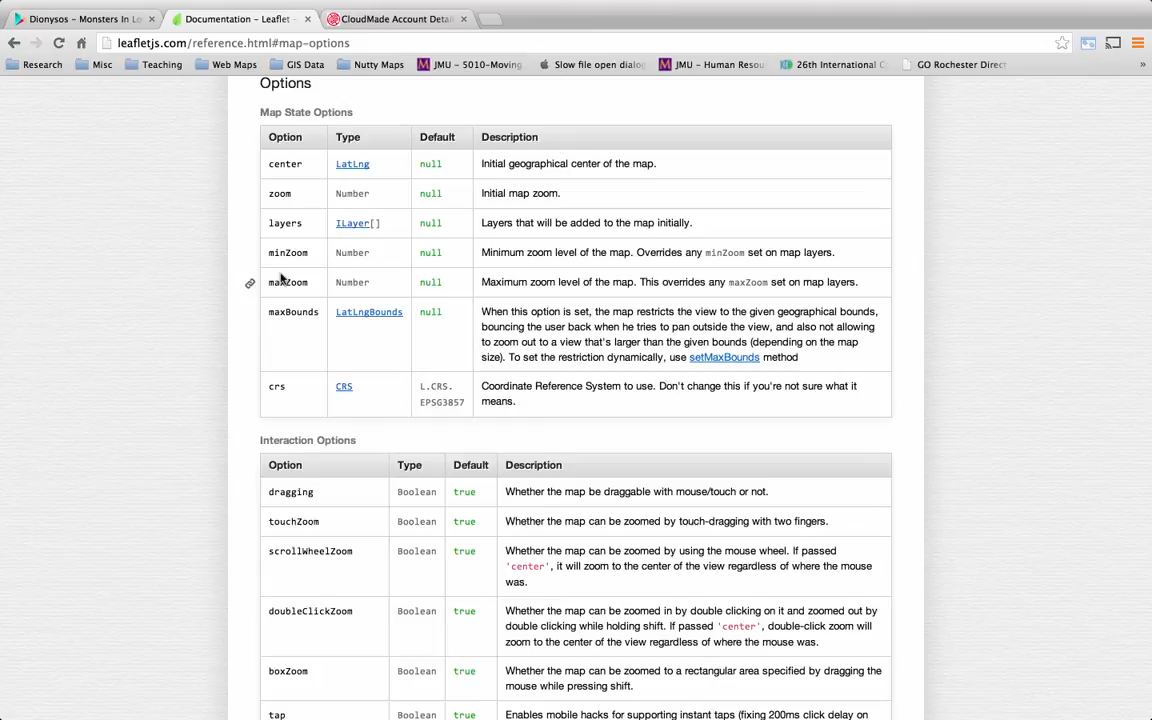 Dionysos – Monsters In Lo
Documentation – Leaflet –
CloudMade Account Detail
leafletjs.com/reference.html#map-options
Research
Misc
Teaching
Web Maps
GIS Data
Nutty Maps
JMU – 5010-Moving
Slow file open dialog
JMU – Human Resou
26th International C
GO Rochester Direct
»
Options
Map State Options
Option Type Default Description
center LatLng null Initial geographical center of the map.
zoom Number null Initial map zoom.
layers ILayer[] null Layers that will be added to the map initially.
minZoom Number null Minimum zoom level of the map. Overrides any minZoom set on map layers.
maxZoom Number null Maximum zoom level of the map. This overrides any maxZoom set on map layers.
maxBounds LatLngBounds null When this option is set, the map restricts the view to the given geographical bounds,
bouncing the user back when he tries to pan outside the view, and also not allowing
to zoom out to a view that's larger than the given bounds (depending on the map
size). To set the restriction dynamically, use setMaxBounds method
crs CRS L.CRS. Coordinate Reference System to use. Don't change this if you're not sure what it
EPSG3857 means.
Interaction Options
Option Type Default Description
dragging Boolean true Whether the map be draggable with mouse/touch or not.
touchZoom Boolean true Whether the map can be zoomed by touch-dragging with two fingers.
scrollWheelZoom Boolean true Whether the map can be zoomed by using the mouse wheel. If passed
'center', it will zoom to the center of the view regardless of where the mouse
was.
doubleClickZoom Boolean true Whether the map can be zoomed in by double clicking on it and zoomed out by
double clicking while holding shift. If passed 'center', double-click zoom will
zoom to the center of the view regardless of where the mouse was.
boxZoom Boolean true Whether the map can be zoomed to a rectangular area specified by dragging the
mouse while pressing shift.
tap Boolean true Enables mobile hacks for supporting instant taps (fixing 200ms click delay on